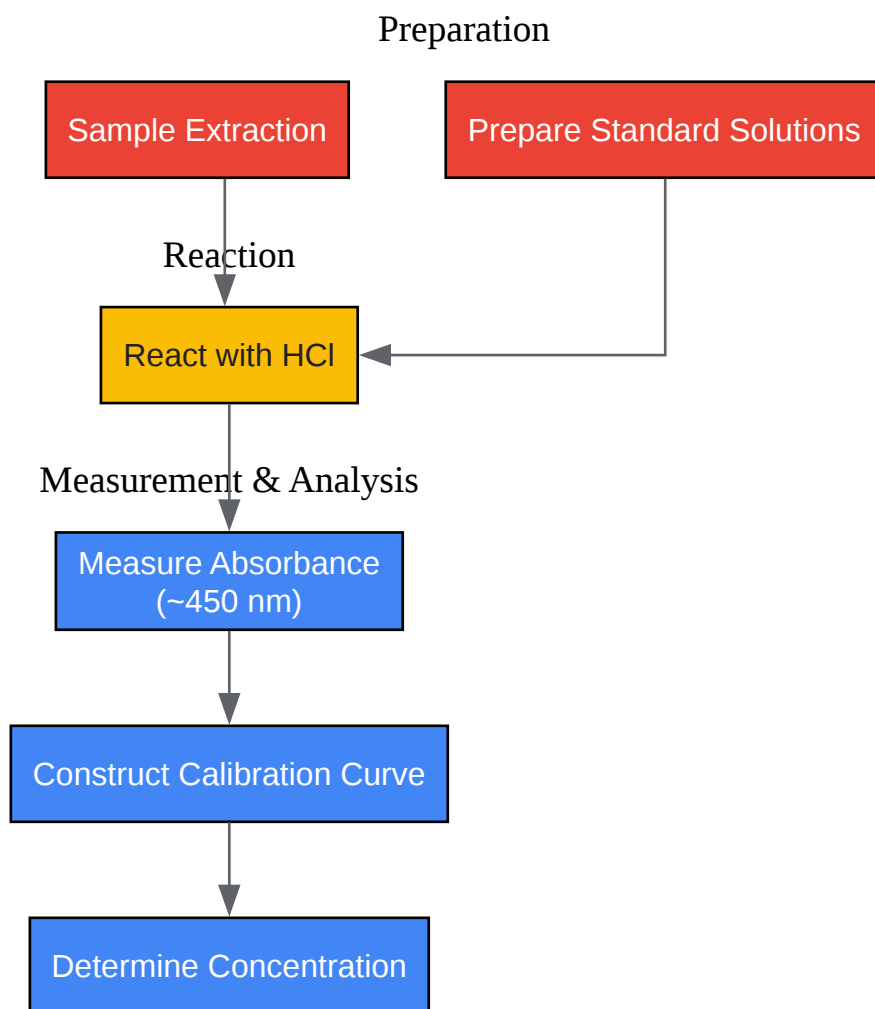 Preparation
Sample Extraction
Prepare Standard Solutions
Reaction
React with HCl
Measurement & Analysis
Measure Absorbance
(~450 nm)
Construct Calibration Curve
Determine Concentration